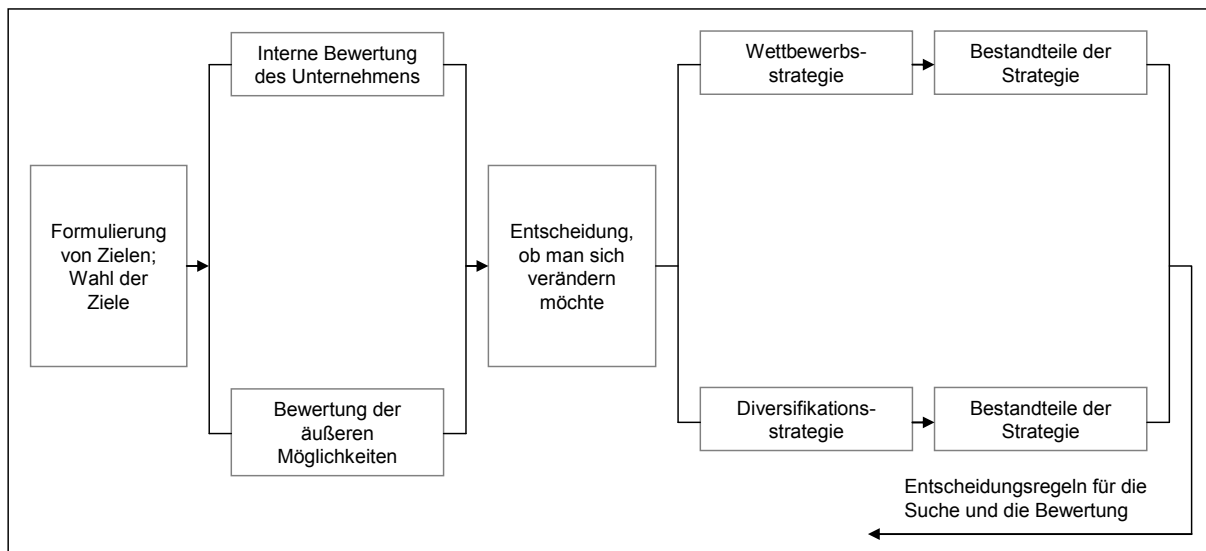 Formulierung
von Zielen;
Wahl der
Ziele
Interne Bewertung
des Unternehmens
Bewertung der
äußeren
Möglichkeiten
Entscheidung,
ob man sich
verändern
möchte
Wettbewerbs-
strategie
Bestandteile der
Strategie
Diversifikations-
strategie
Bestandteile der
Strategie
Entscheidungsregeln für die
Suche und die Bewertung